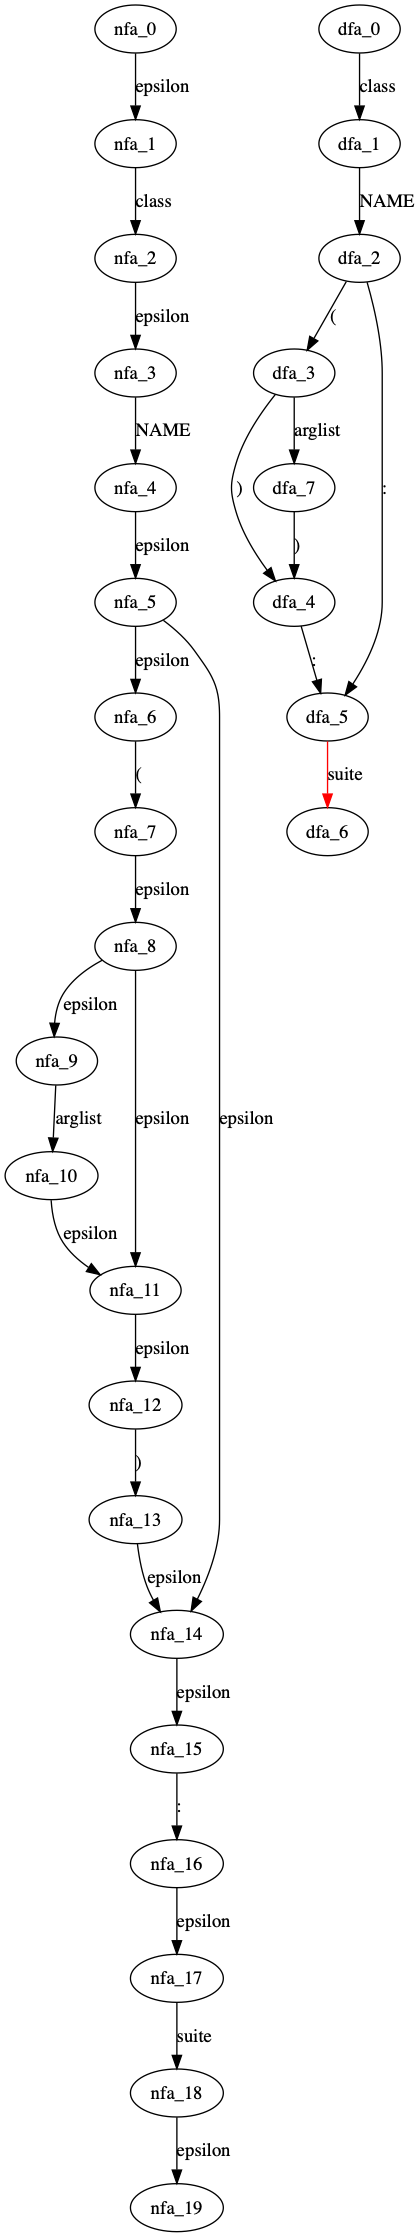 nfa_0
epsilon
nfa_1
class
nfa_2
epsilon
nfa_3
NAME
nfa_4
epsilon
nfa_5
epsilon
nfa_6
(
nfa_7
epsilon
nfa_8
epsilon
nfa_9
arglist
epsilon
epsilon
nfa_10
epsilon
nfa_11
epsilon
nfa_12
)
nfa_13
epsilon
nfa_14
epsilon
nfa_15
:
nfa_16
epsilon
nfa_17
suite
nfa_18
epsilon
nfa_19
dfa_0
class
dfa_1
NAME
dfa_2
(
dfa_3
arglist
dfa_7
)
:
)
dfa_4
:
dfa_5
suite
dfa_6